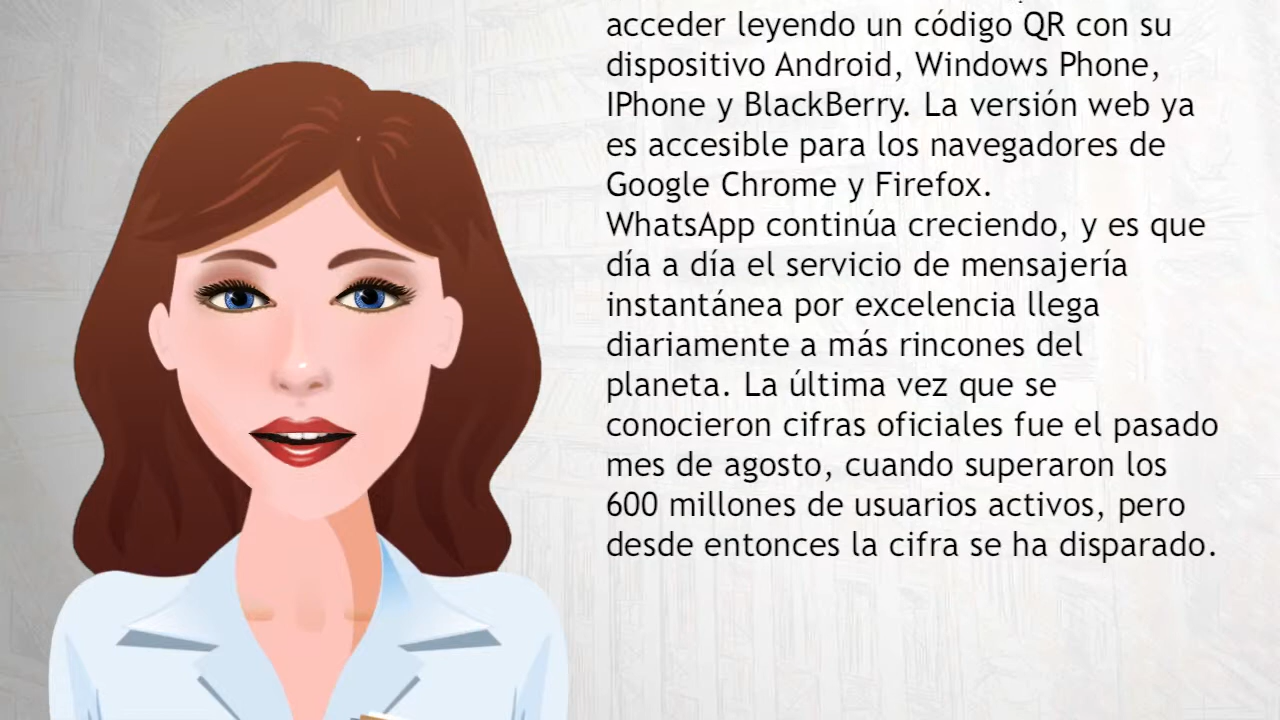 acceder leyendo un código QR con su
dispositivo Android, Windows Phone,
IPhone y BlackBerry. La versión web ya
es accesible para los navegadores de
Google Chrome y Firefox.
WhatsApp continúa creciendo, y es que
día a día el servicio de mensajería
instantánea por excelencia llega
diariamente a más rincones del
planeta. La última vez que se
conocieron cifras oficiales fue el pasado
mes de agosto, cuando superaron los
600 millones de usuarios activos, pero
desde entonces la cifra se ha disparado.